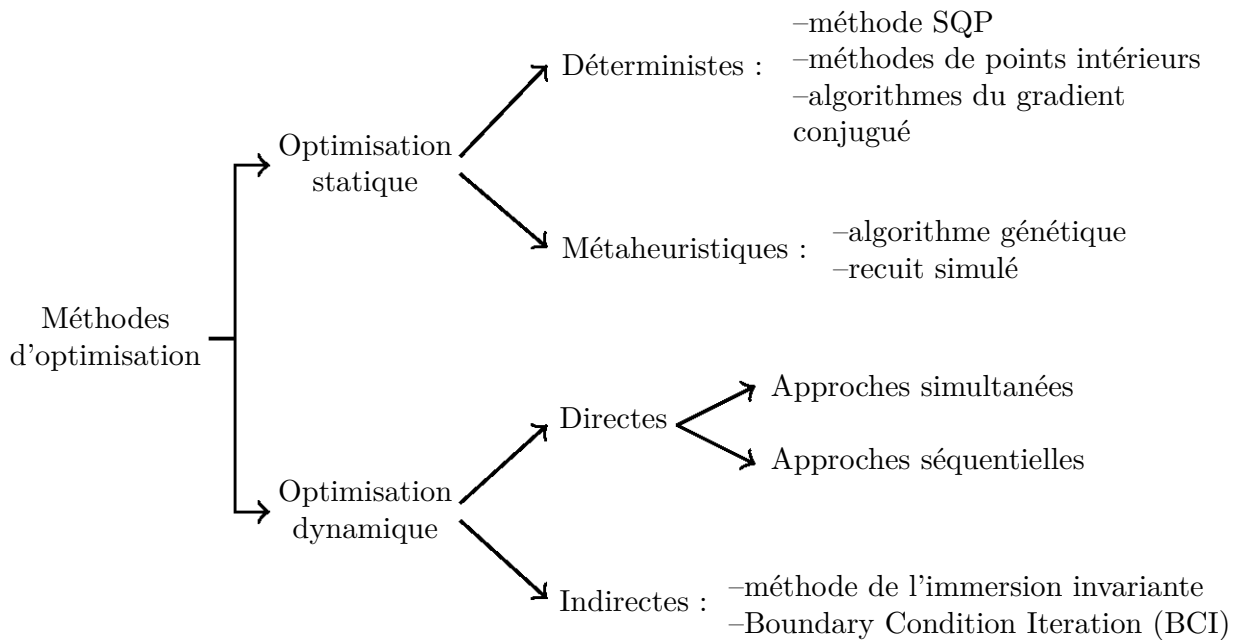 –méthode SQP
Déterministes :
–méthodes de points intérieurs
–algorithmes du gradient
conjugué
Optimisation
statique
Métaheuristiques :
–algorithme génétique
–recuit simulé
Méthodes
d'optimisation
Directes
Approches simultanées
Approches séquentielles
Optimisation
dynamique
Indirectes :
–méthode de l'immersion invariante
–Boundary Condition Iteration (BCI)